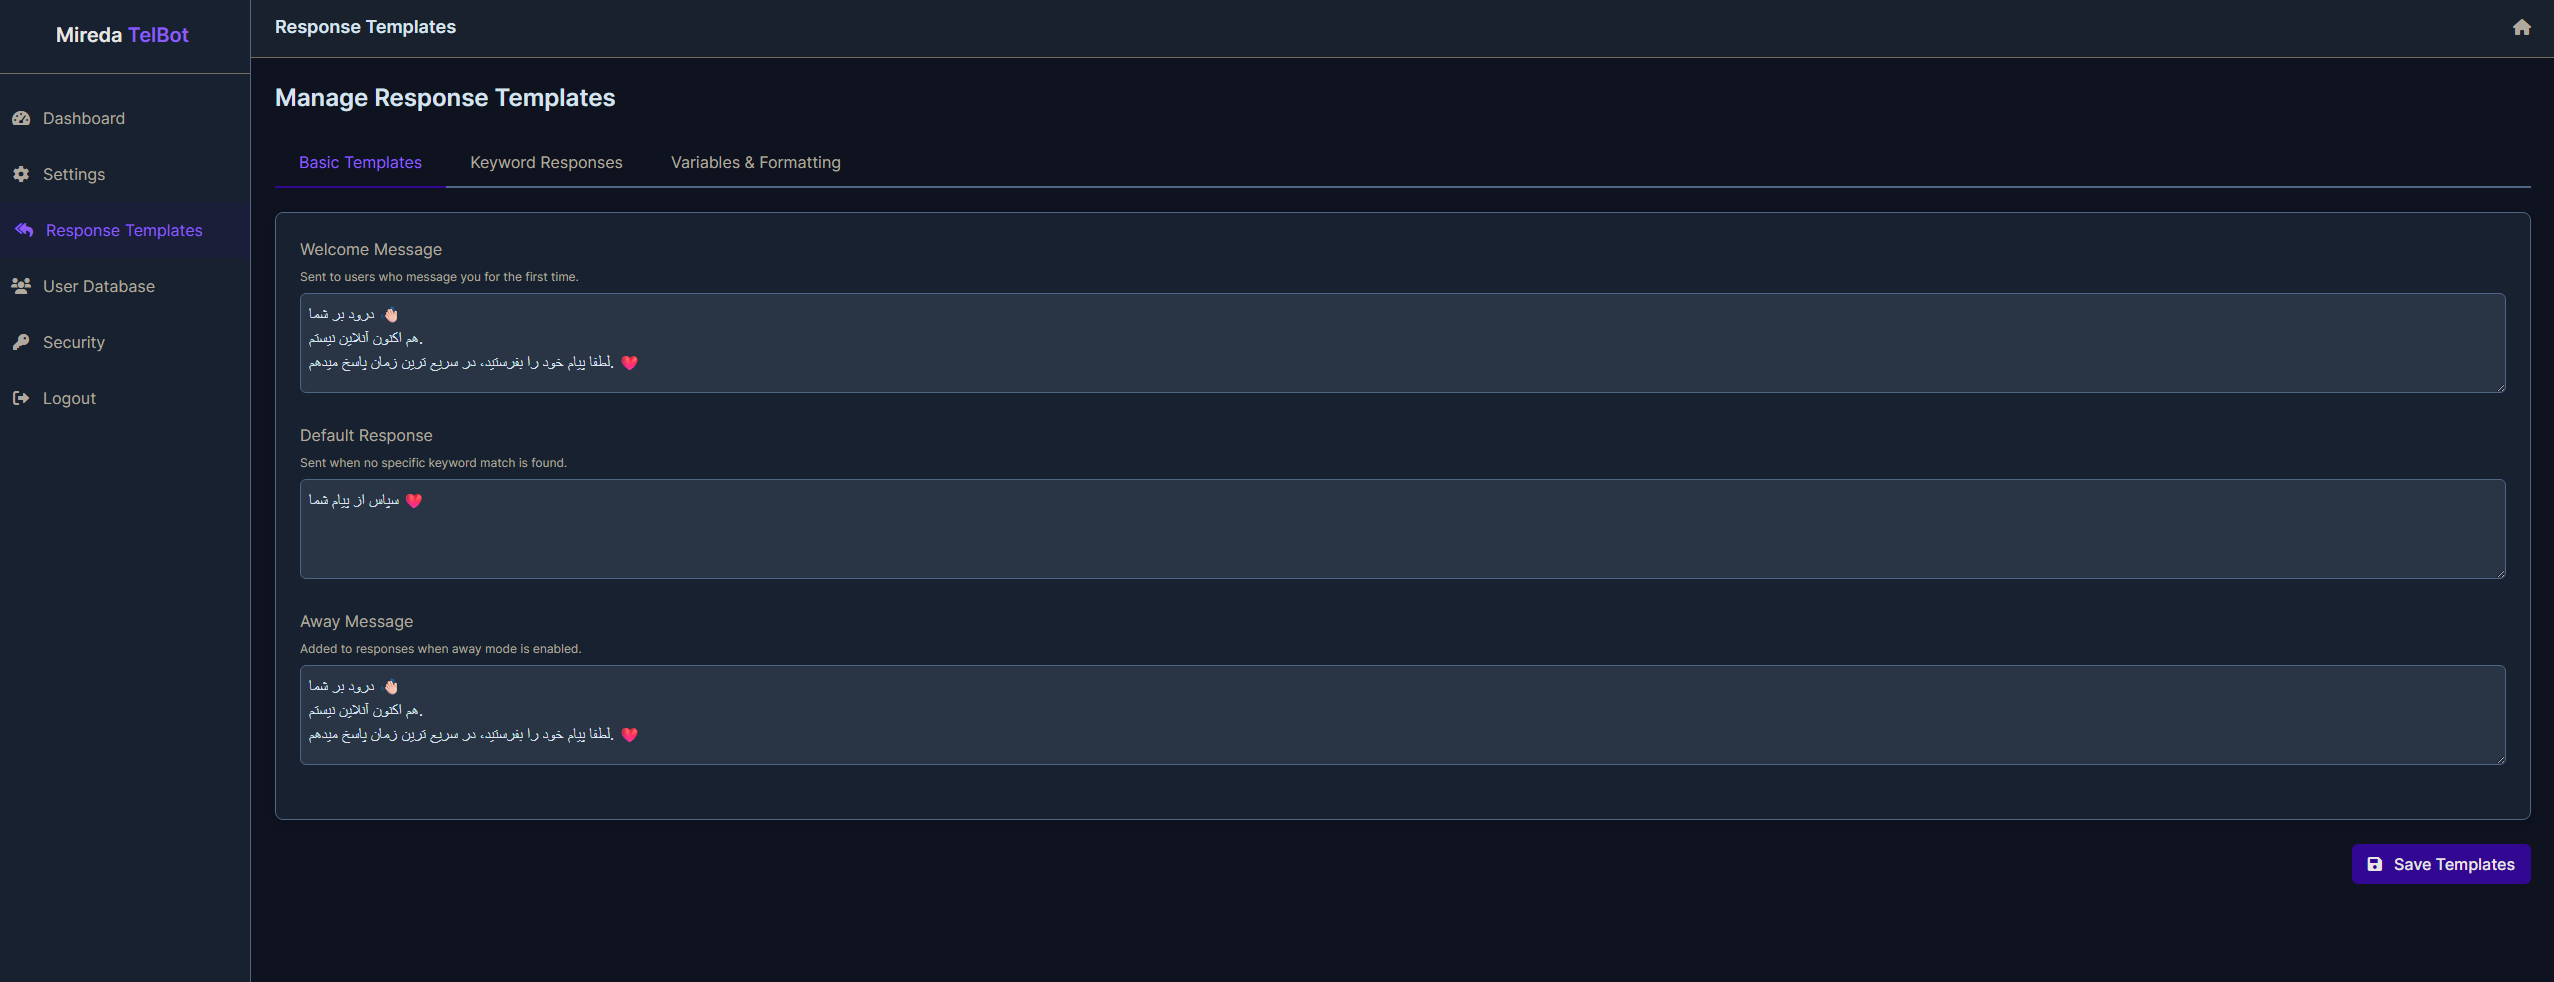 Mireda TelBot
Dashboard
Settings
Response Templates
User Database
Security
Logout
Response Templates
Manage Response Templates
Basic Templates
Keyword Responses
Variables & Formatting
Welcome Message
Sent to users who message you for the first time.
درود بر شما 👋🏻
هم اکنون آنلاین نیستم.
لطفا پیام خود را بفرستید، در سریع ترین زمان پاسخ میدهم. ❤️
Default Response
Sent when no specific keyword match is found.
سپاس از پیام شما ❤️
Away Message
Added to responses when away mode is enabled.
درود بر شما 👋🏻
هم اکنون آنلاین نیستم.
لطفا پیام خود را بفرستید، در سریع ترین زمان پاسخ میدهم. ❤️
Save Templates